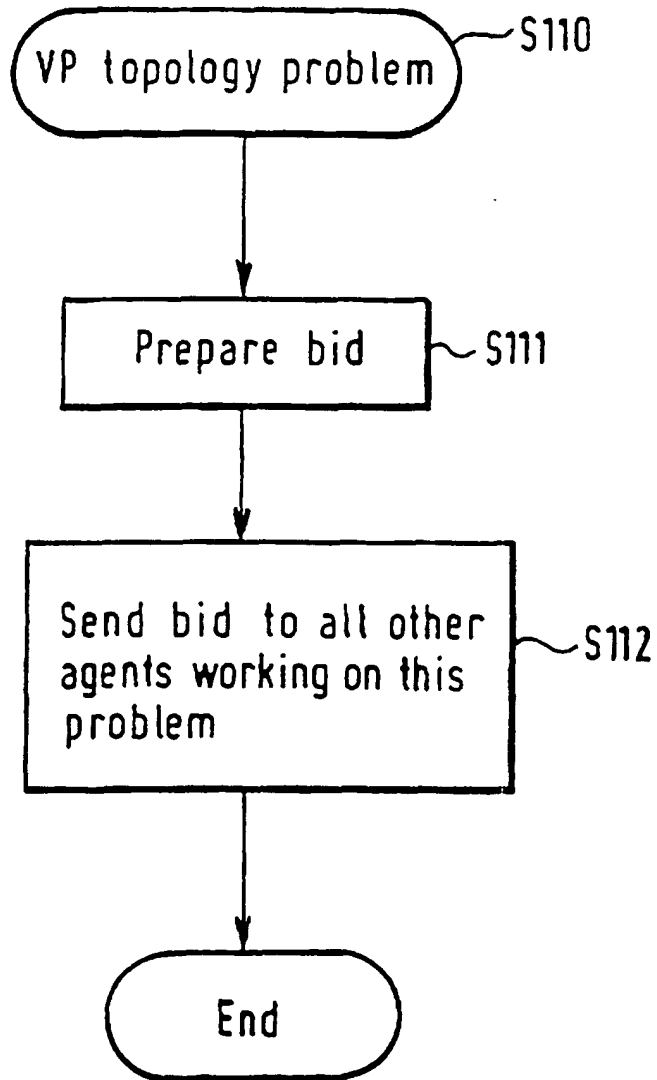 VP topology problem
S110
Prepare bid
S111
Send bid to all other
agents working on this
problem
S112
End